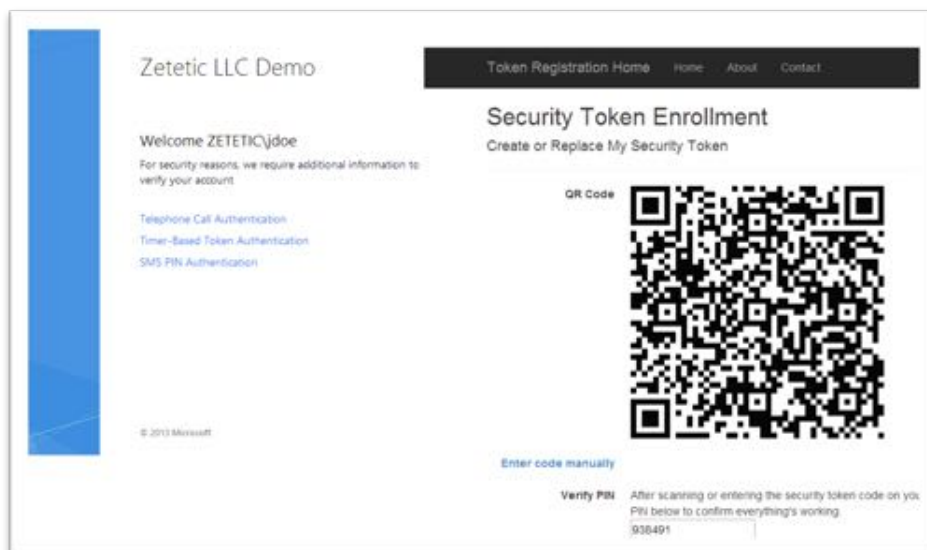 Zetetic LLC Demo
Welcome ZETETIC\jdoe
For security reasons, we require additional information to
verify your account
Telephone Call Authentication
Timer-Based Token Authentication
SMS PIN Authentication
© 2013 Microsoft
Token Registration Home Home About Contact
Security Token Enrollment
Create or Replace My Security Token
QR Code
Enter code manually
Verify PIN After scanning or entering the security token code on you
PIN below to confirm everything's working.
938491